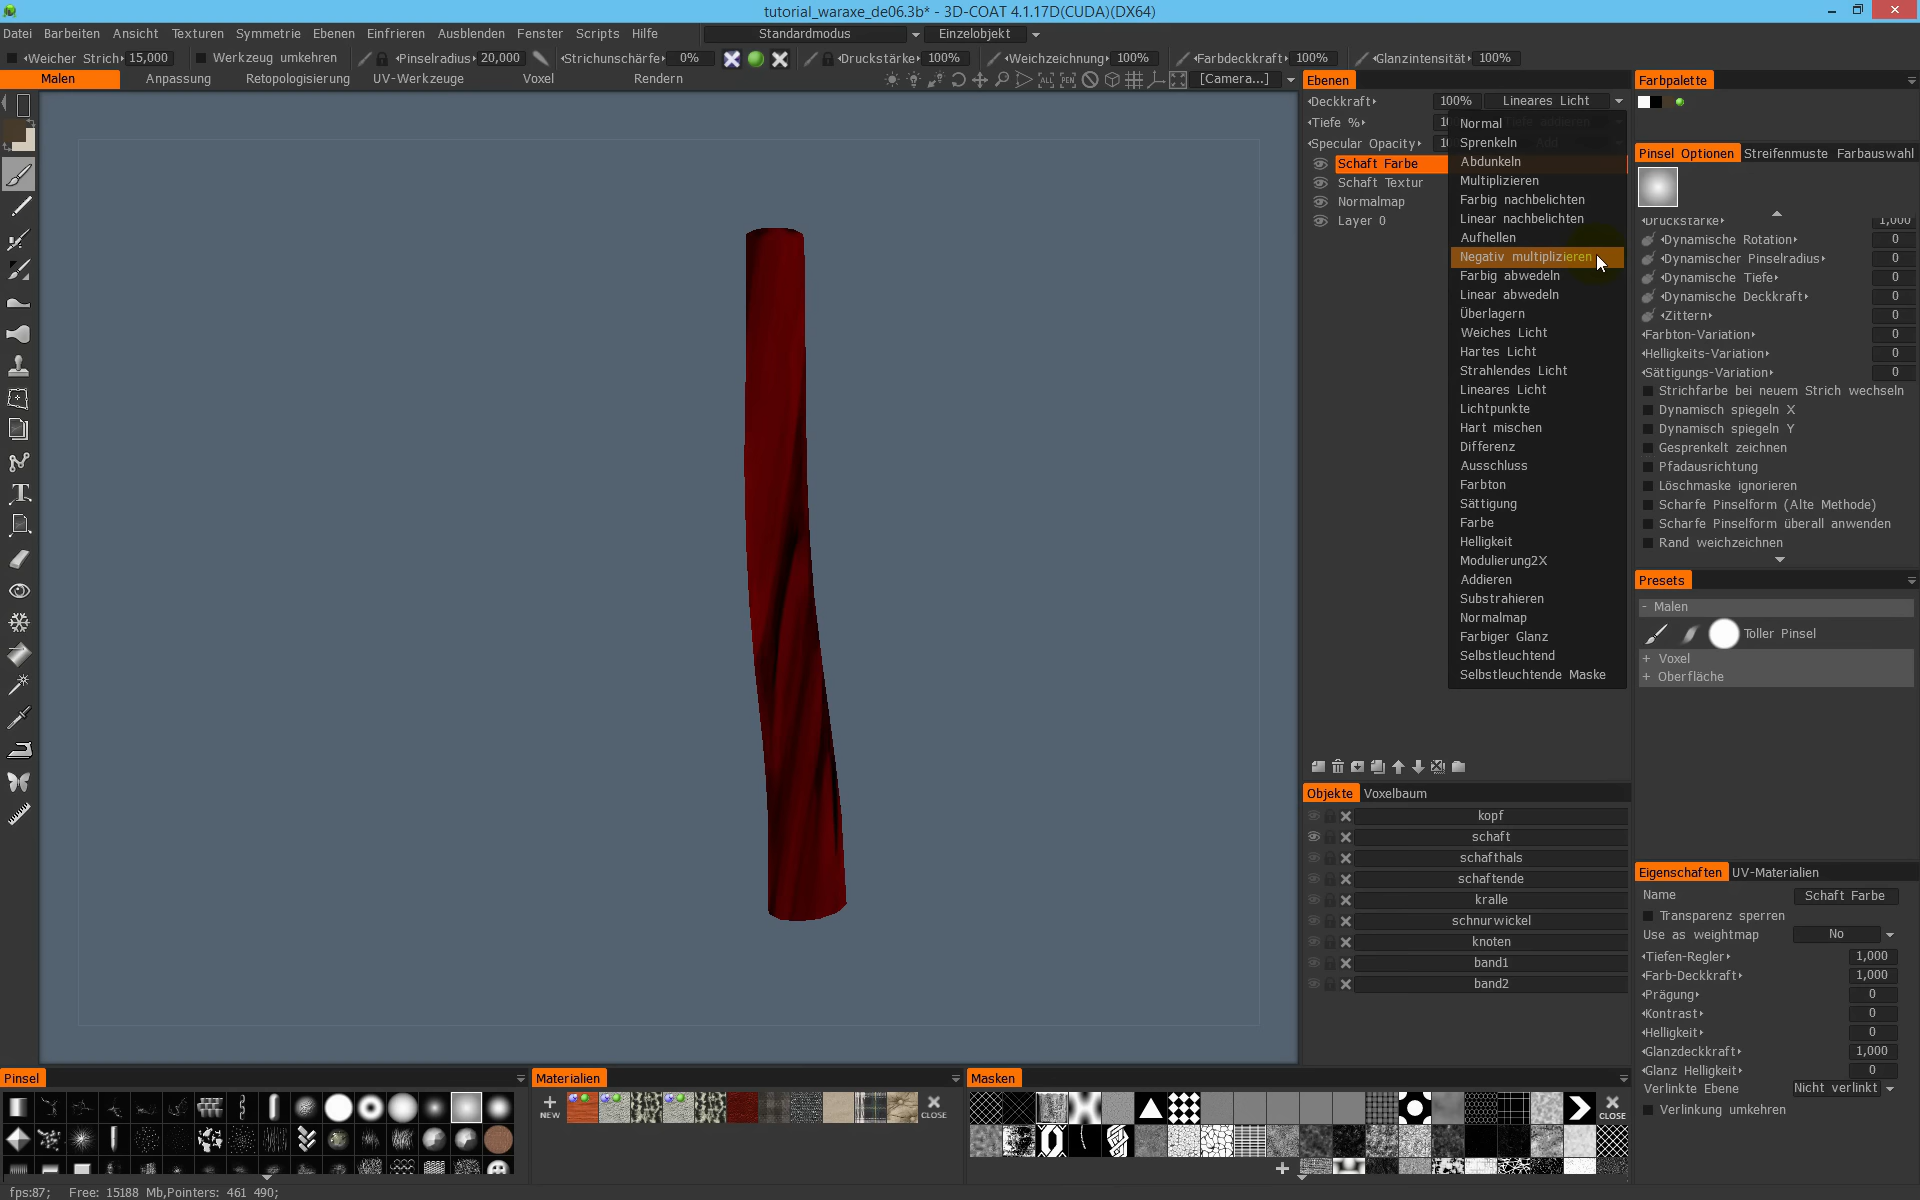 tutorial_waraxe_de06.3b* - 3D-COAT 4.1.17D(CUDA)(DX64)
Datei Barbeiten Ansicht Texturen Symmetrie Ebenen Einfrieren Ausblenden Fenster Scripts Hilfe Standardmodus Einzelobjekt
Weicher Strich 15,000 Werkzeug umkehren Pinselradius 20,000 Strichunschärfe 0% Druckstärke 100% Weichzeichnung 100% Farbdeckkraft 100% Glanzintensität 100%
Malen Anpassung Retopologisierung UV-Werkzeuge Voxel Rendern ALL PEN [Camera...]
Ebenen
Deckkraft 100% Lineares Licht
Tiefe % 10
Specular Opacity 10
Schaft Farbe
Schaft Textur
Normalmap
Layer 0
Normal
Sprenkeln
Abdunkeln
Multiplizieren
Farbig nachbelichten
Linear nachbelichten
Aufhellen
Negativ multiplizieren
Farbig abwedeln
Linear abwedeln
Überlagern
Weiches Licht
Hartes Licht
Strahlendes Licht
Lineares Licht
Lichtpunkte
Hart mischen
Differenz
Ausschluss
Farbton
Sättigung
Farbe
Helligkeit
Modulierung2X
Addieren
Substrahieren
Normalmap
Farbiger Glanz
Selbstleuchtend
Selbstleuchtende Maske
Objekte Voxelbaum
kopf
schaft
schafthals
schaftende
kralle
schnurwickel
knoten
band1
band2
Farbpalette
Pinsel Optionen Streifenmuste Farbauswahl
Druckstärke 1,000
Dynamische Rotation 0
Dynamischer Pinselradius 0
Dynamische Tiefe 0
Dynamische Deckkraft 0
Zittern 0
Farbton-Variation 0
Helligkeits-Variation 0
Sättigungs-Variation 0
Strichfarbe bei neuem Strich wechseln
Dynamisch spiegeln X
Dynamisch spiegeln Y
Gesprenkelt zeichnen
Pfadausrichtung
Löschmaske ignorieren
Scharfe Pinselform (Alte Methode)
Scharfe Pinselform überall anwenden
Rand weichzeichnen
Presets
- Malen
Toller Pinsel
+ Voxel
+ Oberfläche
Eigenschaften UV-Materialien
Name Schaft Farbe
Transparenz sperren
Use as weightmap No
Tiefen-Regler 1,000
Farb-Deckkraft 1,000
Prägung 0
Kontrast 0
Helligkeit 0
Glanzdeckkraft 1,000
Glanz Helligkeit 0
Verlinkte Ebene Nicht verlinkt
Verlinkung umkehren
Pinsel
Materialien
NEW
CLOSE
Masken
CLOSE
fps:87; Free: 15188 Mb,Pointers: 461 490;